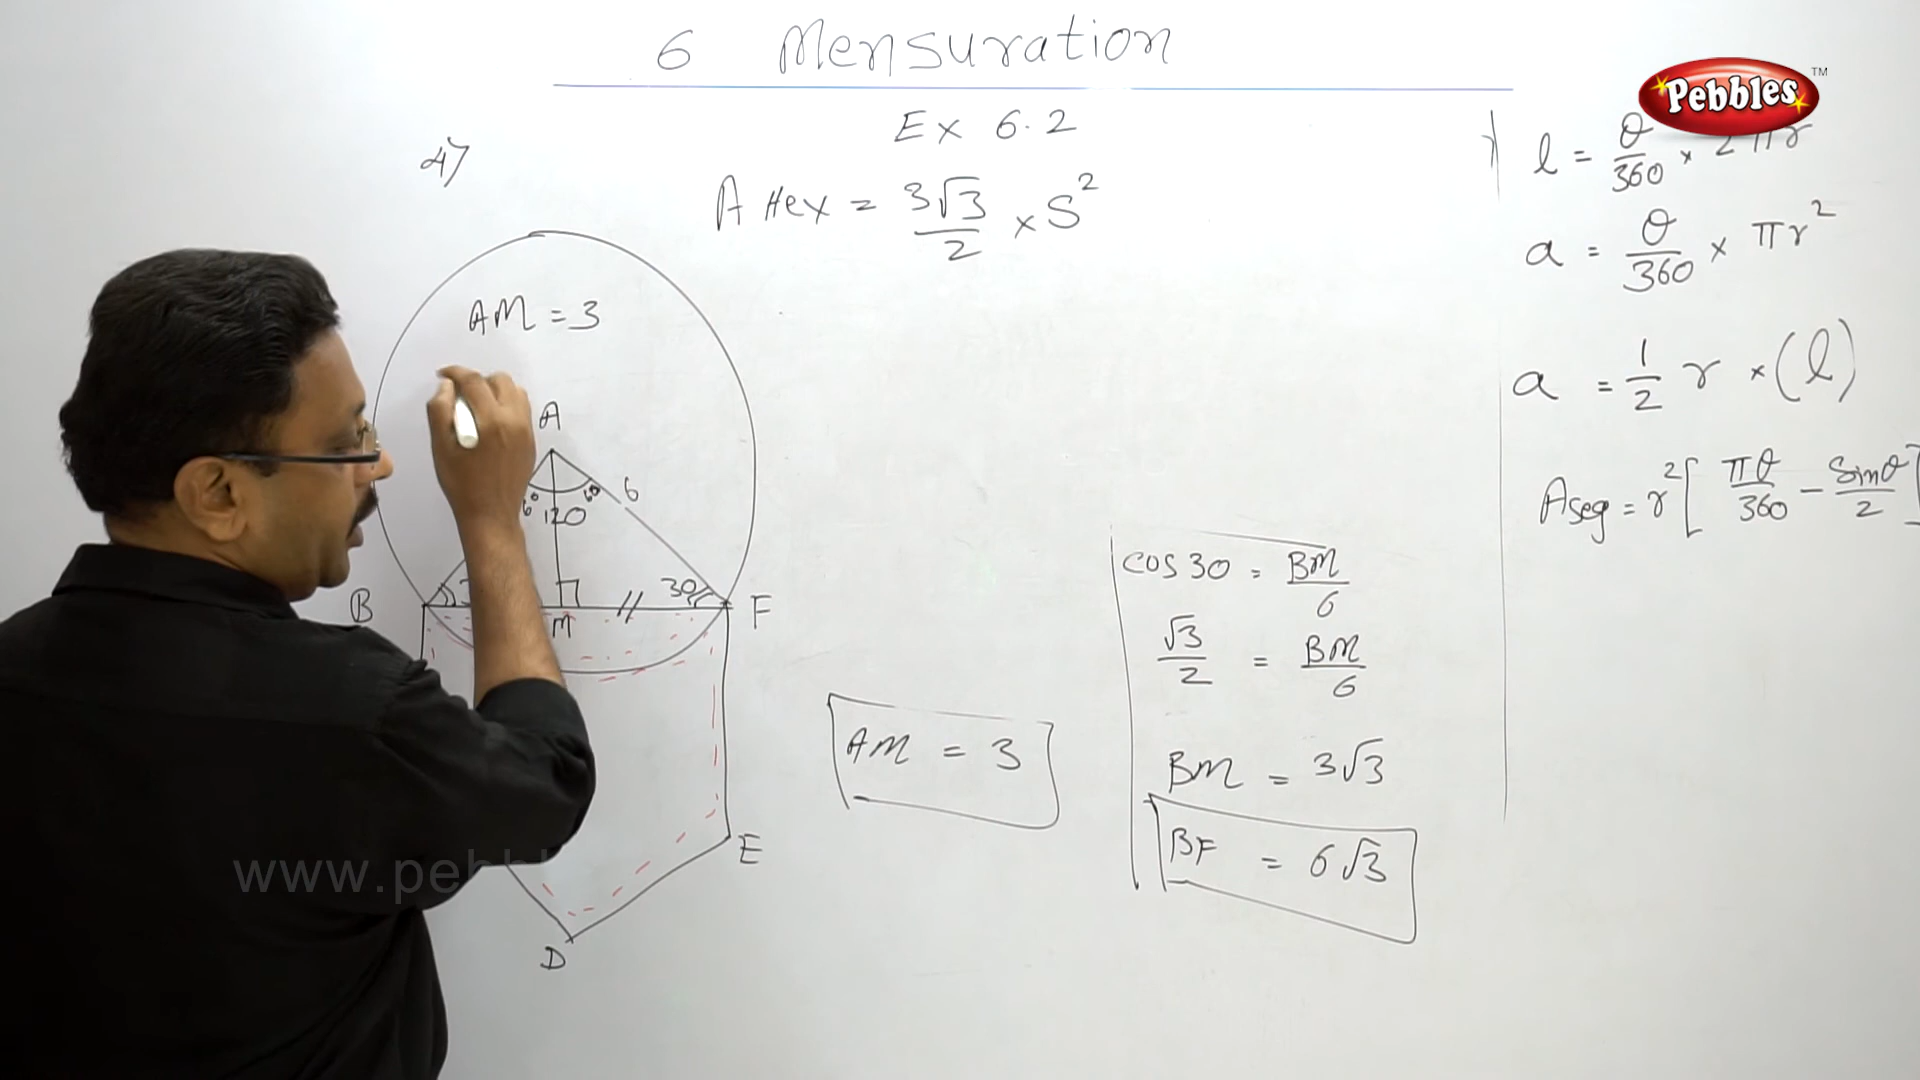 6 Mensuration
Pebbles TM
Ex 6.2
4)
A Hex = 3√3/2 × S²
AM = 3
A
6
60 60
120
30
B
M
F
E
D
AM = 3
cos 30 = BM/6
√3/2 = BM/6
BM = 3√3
BF = 6√3
l = θ/360 × 2πr
a = θ/360 × πr²
a = 1/2 r × (l)
Aseg = r² [ πθ/360 - Sinθ/2 ]